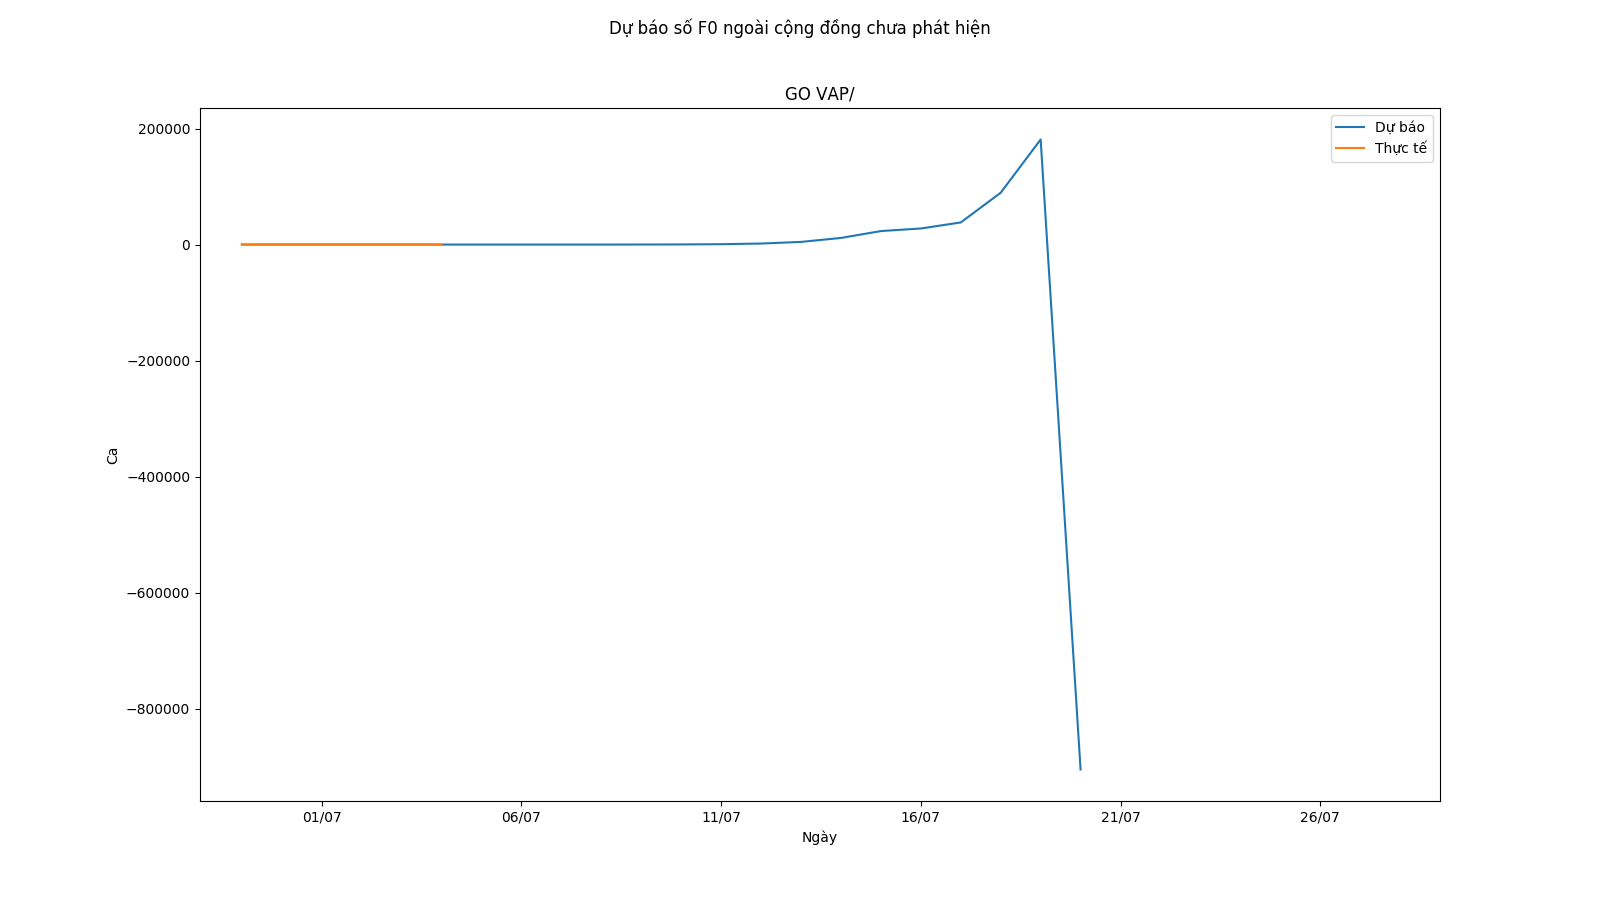 Dự báo số F0 ngoài cộng đồng chưa phát hiện
GO VAP/
Dự báo
Thực tế
200000
0
−200000
−400000
−600000
−800000
Ca
01/07
06/07
11/07
16/07
21/07
26/07
Ngày